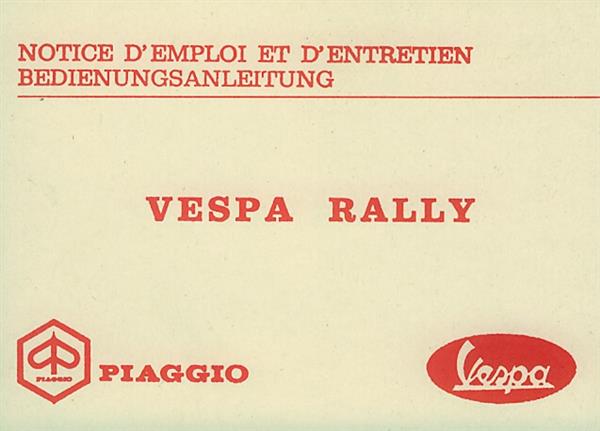 NOTICE D'EMPLOI ET D'ENTRETIEN
BEDIENUNGSANLEITUNG
VESPA RALLY
PIAGGIO
PIAGGIO
Vespa